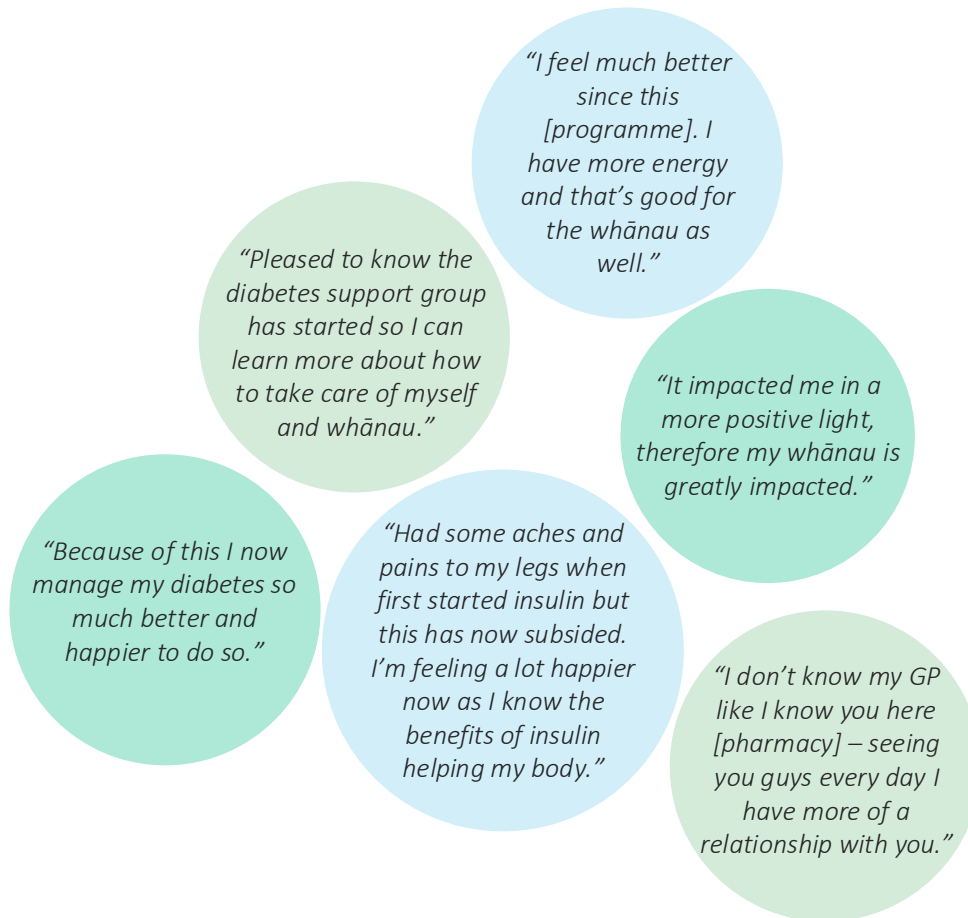 “I feel much better
since this
[programme]. I
have more energy
and that’s good for
the whānau as
well.”
“Pleased to know the
diabetes support group
has started so I can
learn more about how
to take care of myself
and whānau.”
“It impacted me in a
more positive light,
therefore my whānau is
greatly impacted.”
“Because of this I now
manage my diabetes so
much better and
happier to do so.”
“Had some aches and
pains to my legs when
first started insulin but
this has now subsided.
I’m feeling a lot happier
now as I know the
benefits of insulin
helping my body.”
“I don’t know my GP
like I know you here
[pharmacy] – seeing
you guys every day I
have more of a
relationship with you.”